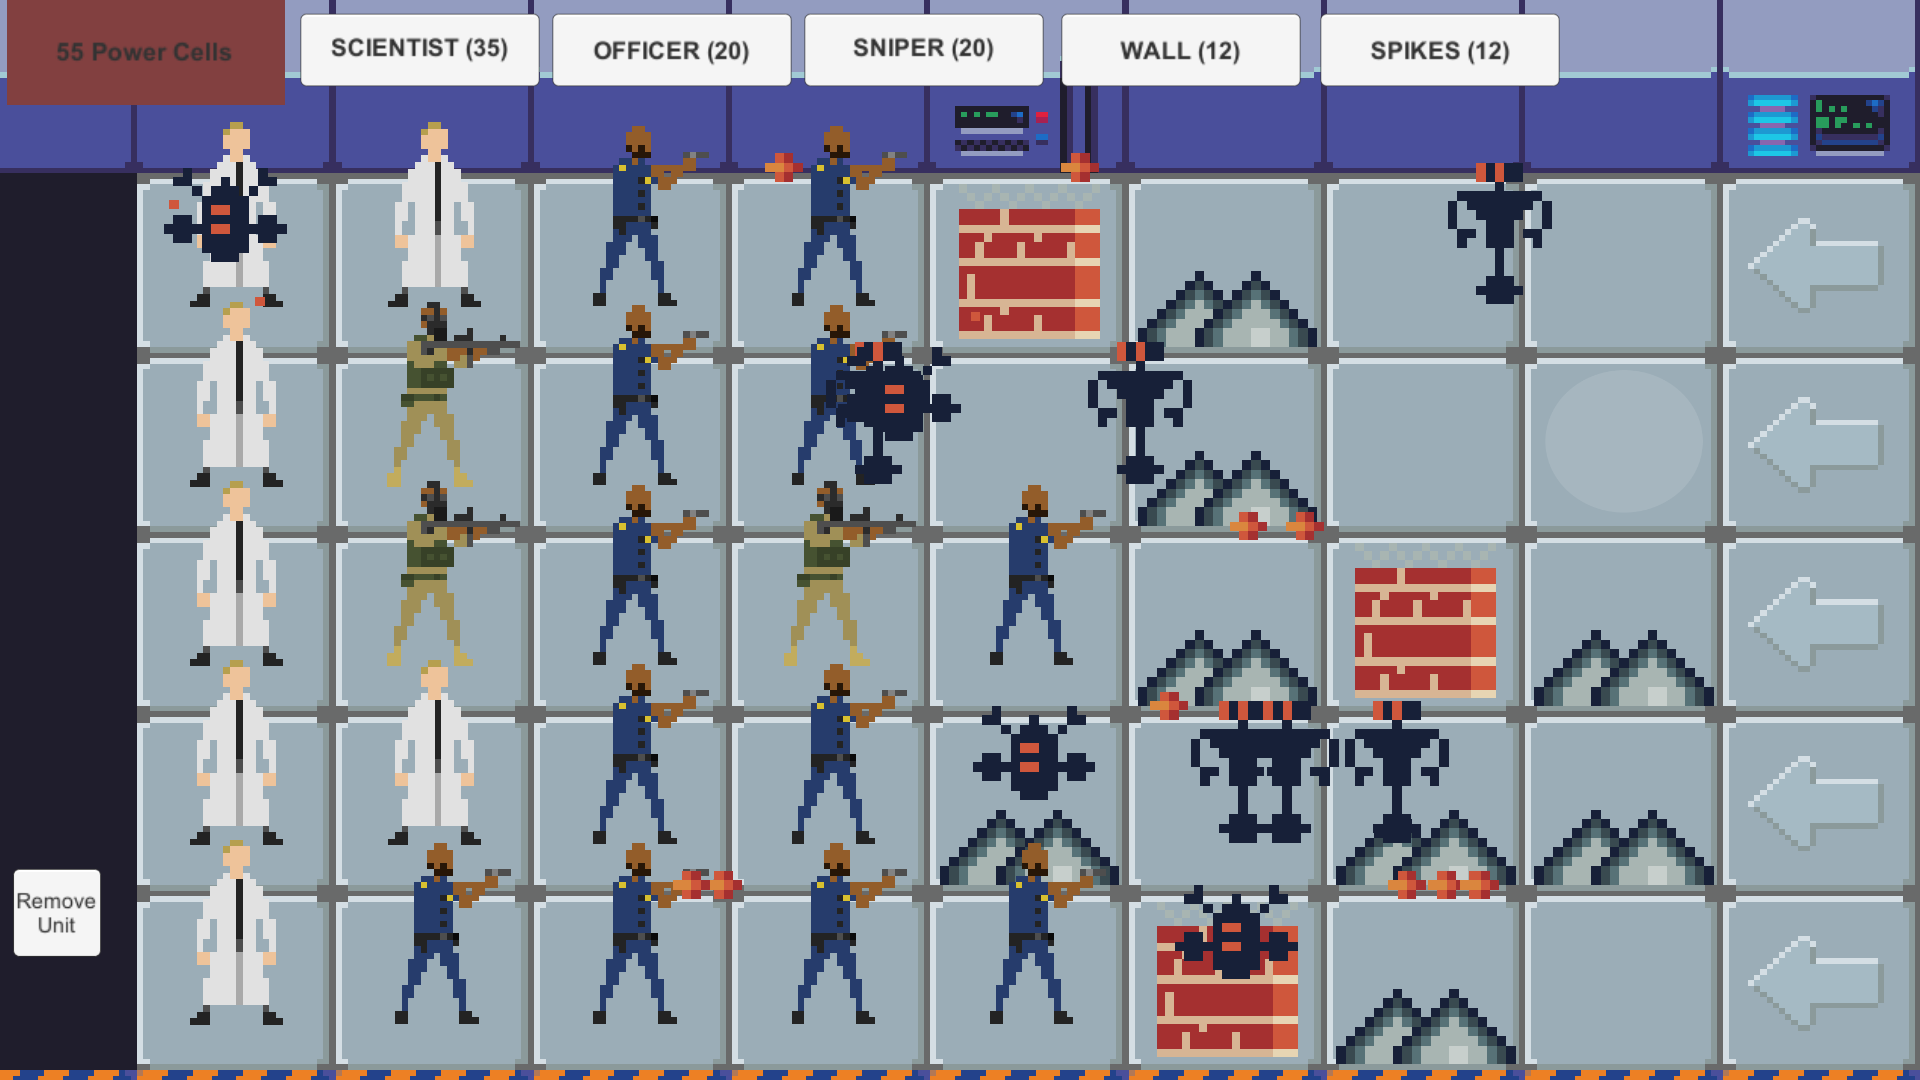 55 Power Cells
SCIENTIST (35)
OFFICER (20)
SNIPER (20)
WALL (12)
SPIKES (12)
Remove
Unit